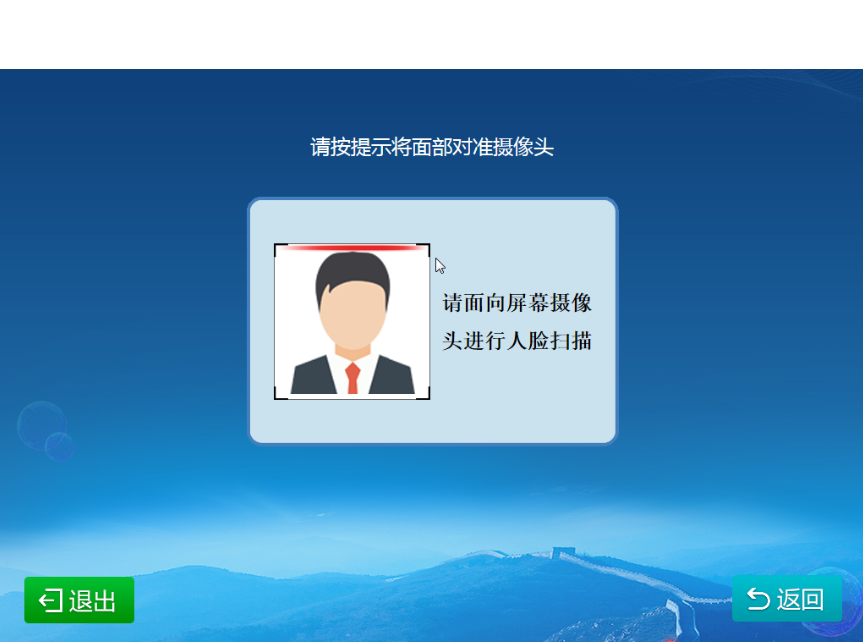 请按提示将面部对准摄像头
请面向屏幕摄像
头进行人脸扫描
退出
返回